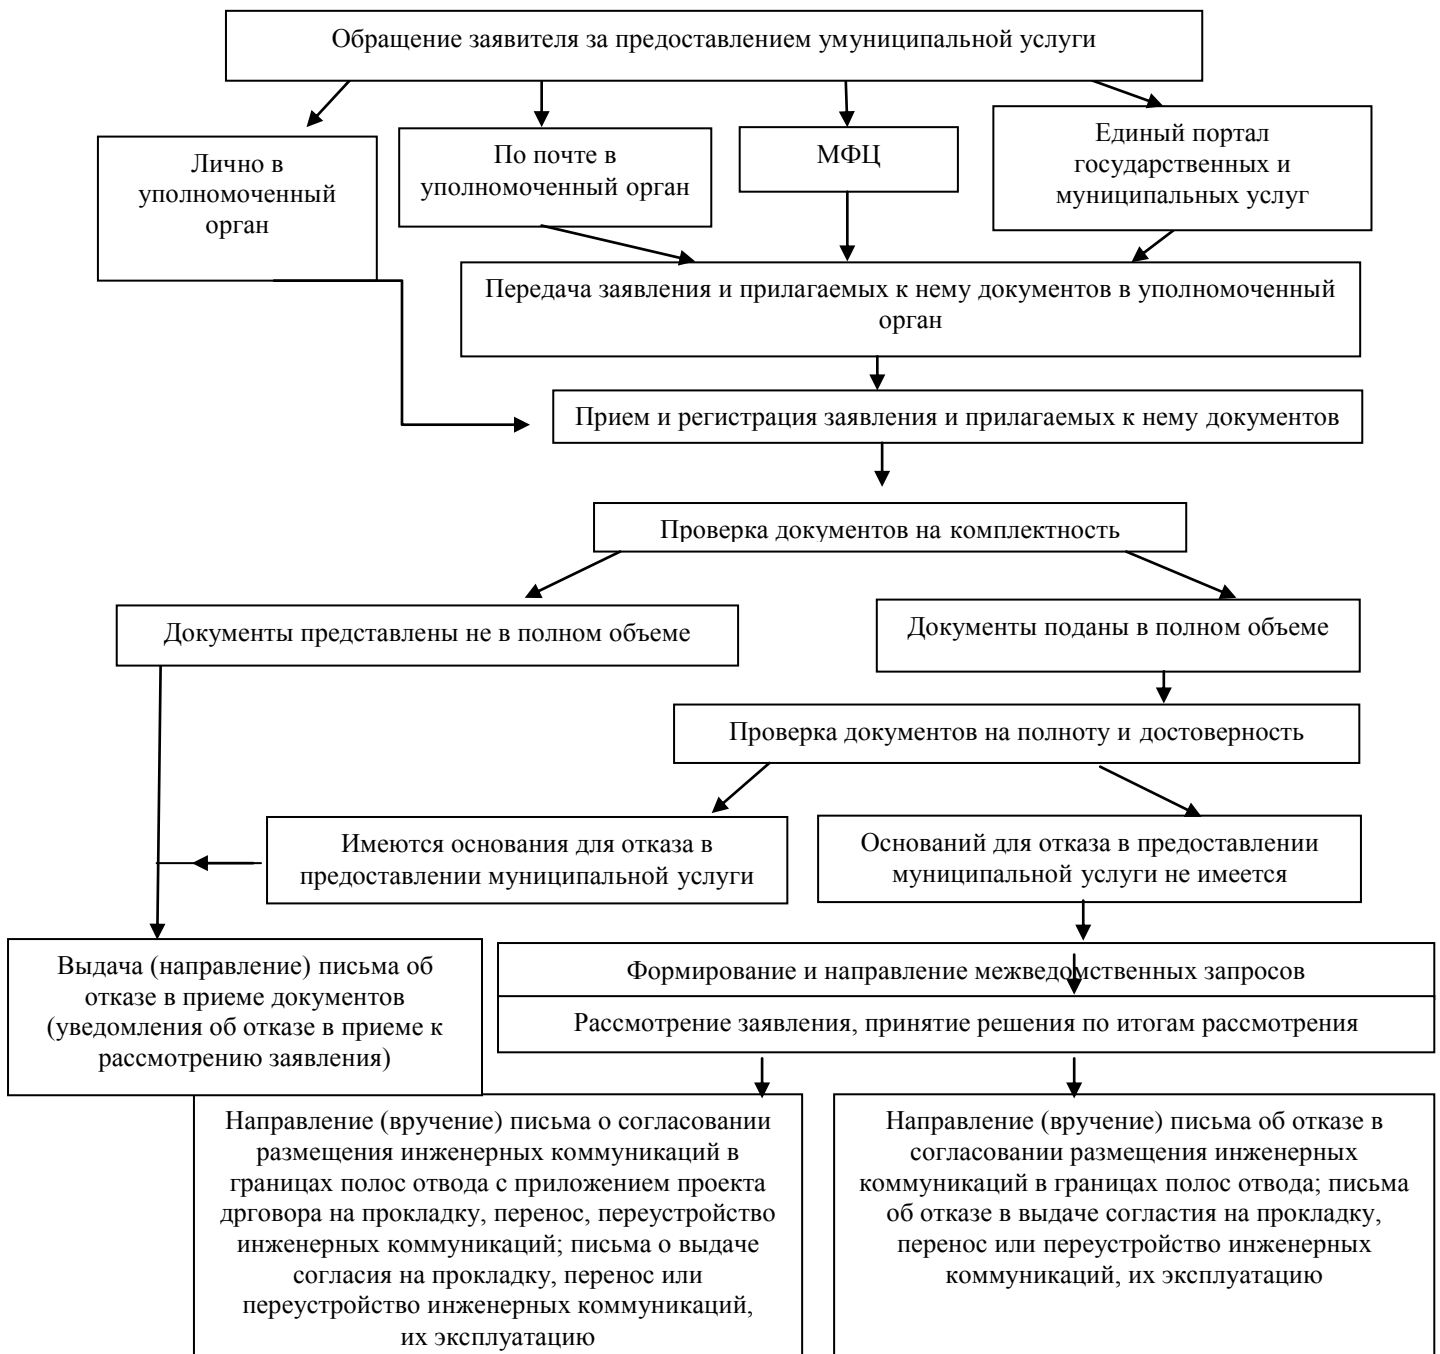 Обращение заявителя за предоставлением умуниципальной услуги
Лично в
уполномоченный
орган
По почте в
уполномоченный орган
МФЦ
Единый портал
государственных и
муниципальных услуг
Передача заявления и прилагаемых к нему документов в уполномоченный
орган
Прием и регистрация заявления и прилагаемых к нему документов
Проверка документов на комплектность
Документы представлены не в полном объеме
Документы поданы в полном объеме
Проверка документов на полноту и достоверность
Имеются основания для отказа в
предоставлении муниципальной услуги
Оснований для отказа в предоставлении
муниципальной услуги не имеется
Выдача (направление) письма об
отказе в приеме документов
(уведомления об отказе в приеме к
рассмотрению заявления)
Формирование и направление межведомственных запросов
Рассмотрение заявления, принятие решения по итогам рассмотрения
Направление (вручение) письма о согласовании
размещения инженерных коммуникаций в
границах полос отвода с приложением проекта
дрговора на прокладку, перенос, переустройство
инженерных коммуникаций; письма о выдаче
согласия на прокладку, перенос или
переустройство инженерных коммуникаций,
их эксплуатацию
Направление (вручение) письма об отказе в
согласовании размещения инженерных
коммуникаций в границах полос отвода; письма
об отказе в выдаче согластия на прокладку,
перенос или переустройство инженерных
коммуникаций, их эксплуатацию